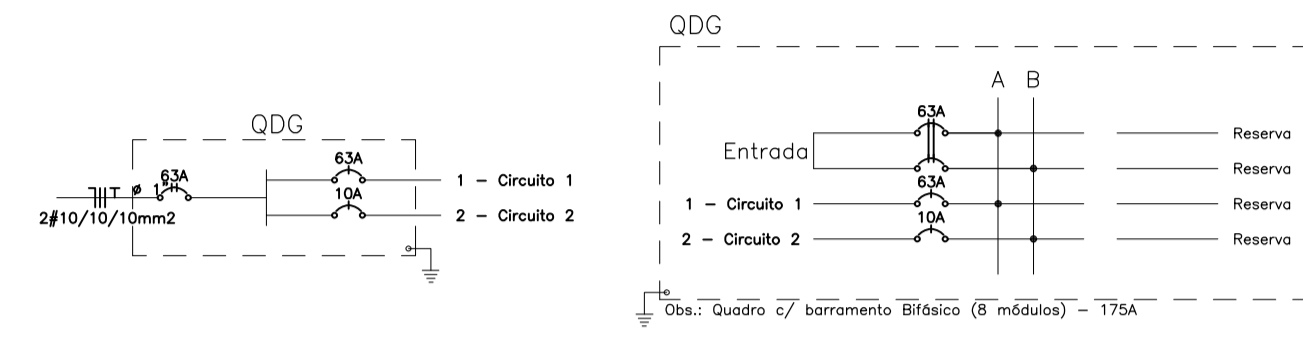 QDG
63A
63A
ø 1"
10A
2#10/10/10mm2
1 - Circuito 1
2 - Circuito 2
QDG
A B
63A
Entrada
63A
1 - Circuito 1
10A
2 - Circuito 2
Reserva
Reserva
Reserva
Reserva
Obs.: Quadro c/ barramento Bifásico (8 módulos) - 175A